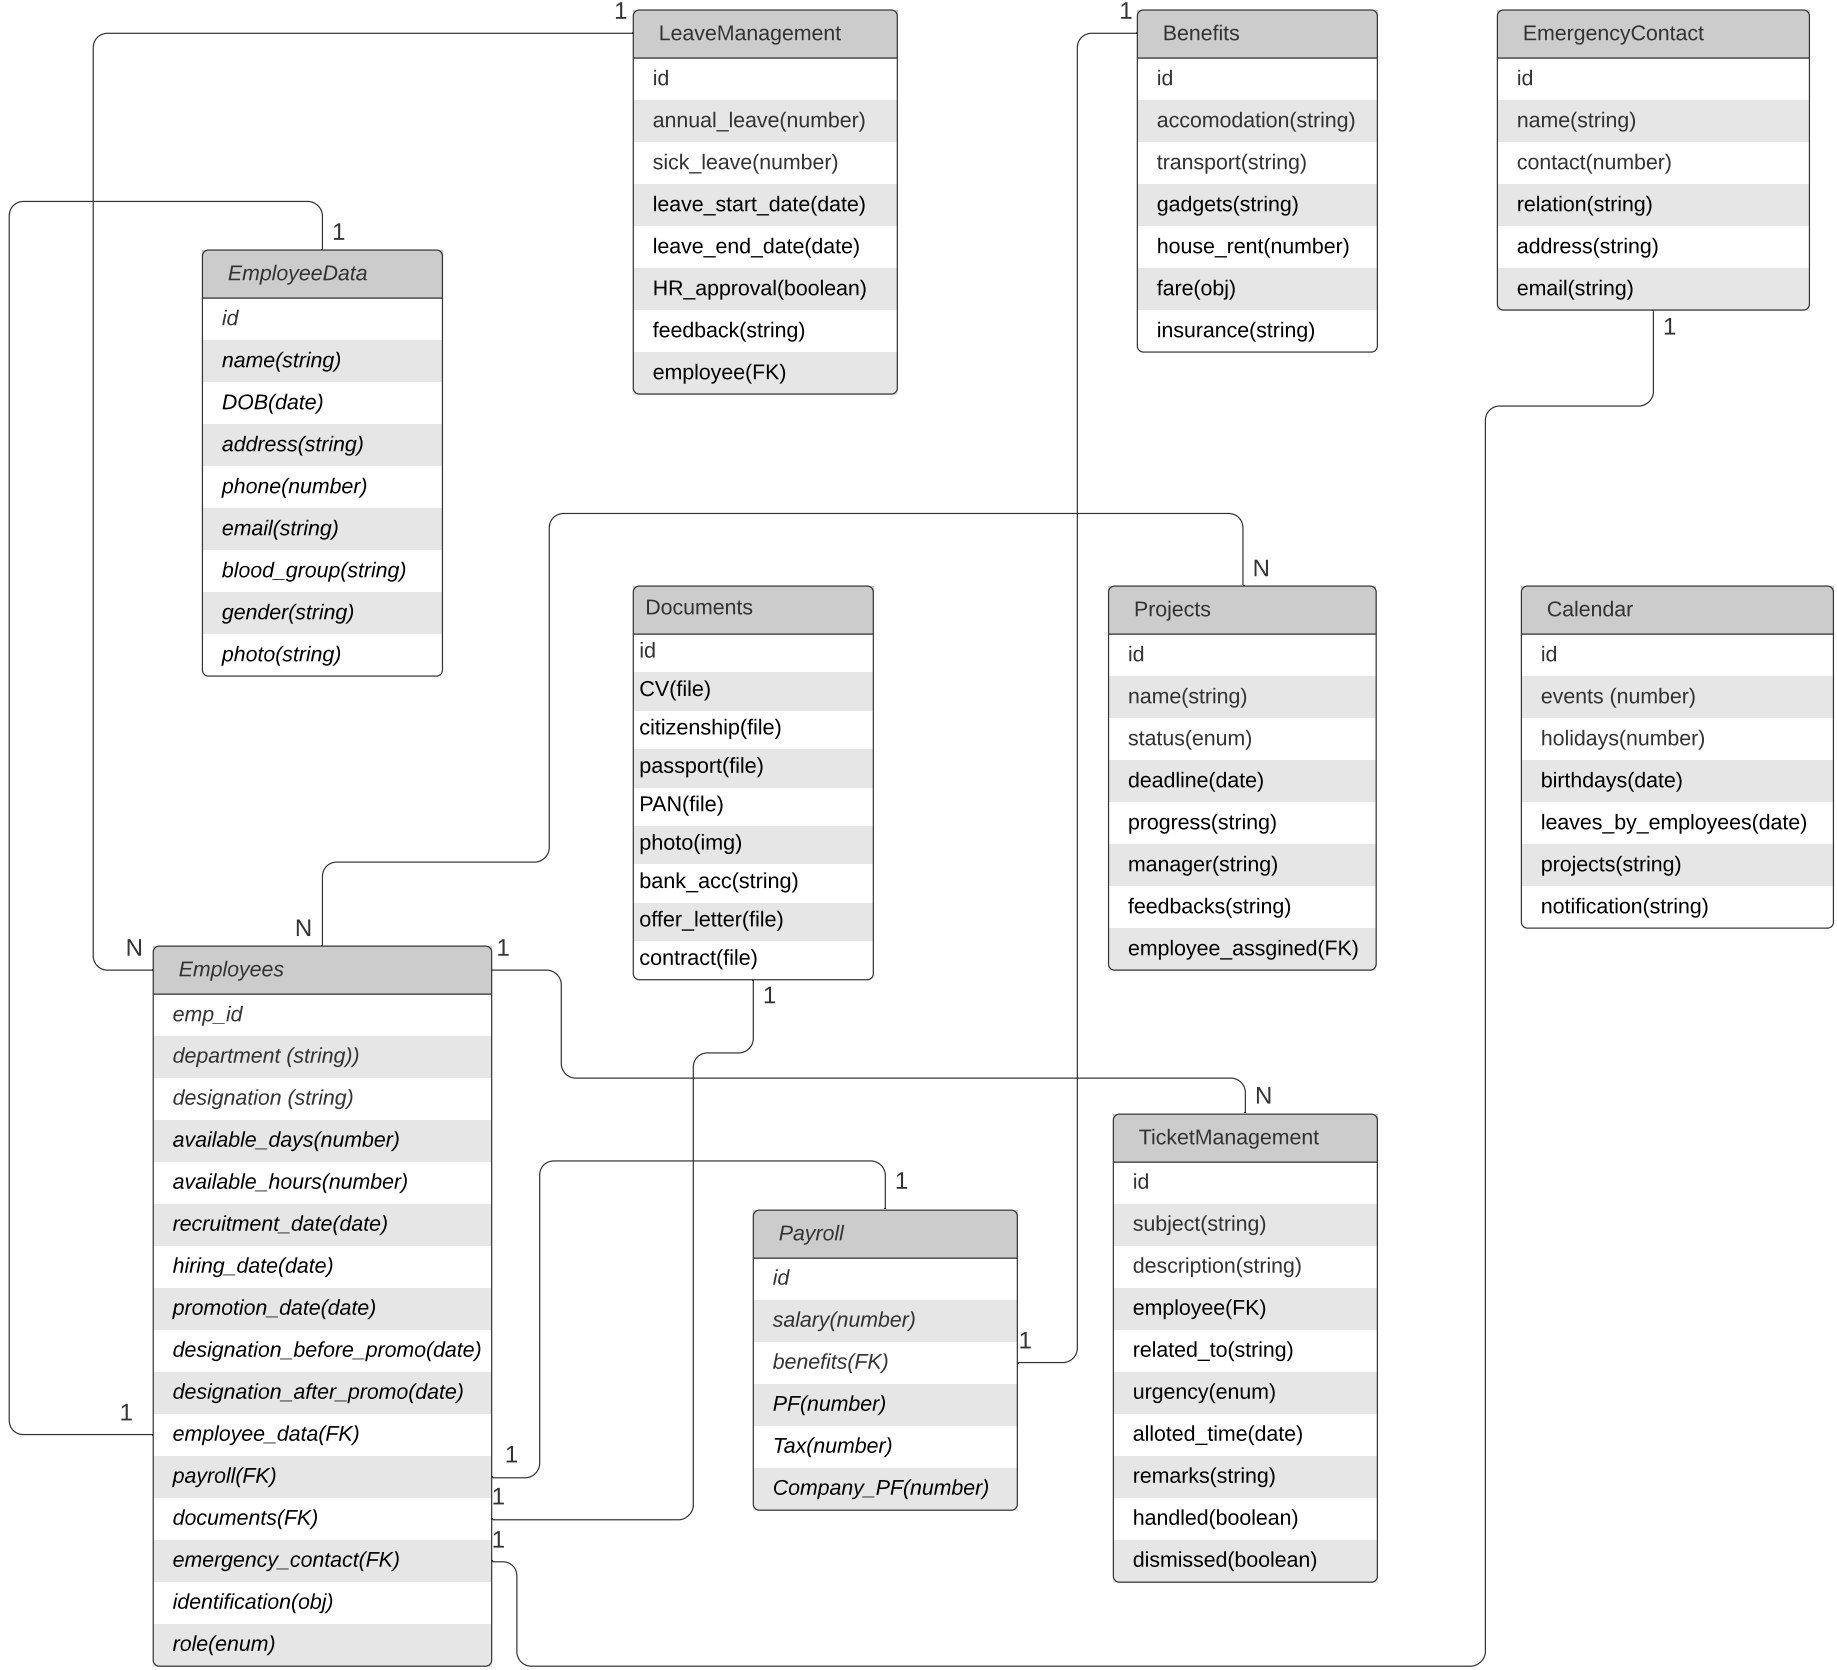 1
LeaveManagement
id
annual_leave(number)
sick_leave(number)
leave_start_date(date)
leave_end_date(date)
HR_approval(boolean)
feedback(string)
employee(FK)
1
Benefits
id
accomodation(string)
transport(string)
gadgets(string)
house_rent(number)
fare(obj)
insurance(string)
EmergencyContact
id
name(string)
contact(number)
relation(string)
address(string)
email(string)
1
1
EmployeeData
id
name(string)
DOB(date)
address(string)
phone(number)
email(string)
blood_group(string)
gender(string)
photo(string)
Documents
id
CV(file)
citizenship(file)
passport(file)
PAN(file)
photo(img)
bank_acc(string)
offer_letter(file)
contract(file)
1
N
Projects
id
name(string)
status(enum)
deadline(date)
progress(string)
manager(string)
feedbacks(string)
employee_assgined(FK)
Calendar
id
events (number)
holidays(number)
birthdays(date)
leaves_by_employees(date)
projects(string)
notification(string)
N
N
1
Employees
emp_id
department (string))
designation (string)
available_days(number)
available_hours(number)
recruitment_date(date)
hiring_date(date)
promotion_date(date)
designation_before_promo(date)
designation_after_promo(date)
1
employee_data(FK)
payroll(FK)
1
documents(FK)
1
emergency_contact(FK)
1
identification(obj)
role(enum)
1
Payroll
id
salary(number)
benefits(FK)
1
PF(number)
Tax(number)
Company_PF(number)
N
TicketManagement
id
subject(string)
description(string)
employee(FK)
related_to(string)
urgency(enum)
alloted_time(date)
remarks(string)
handled(boolean)
dismissed(boolean)